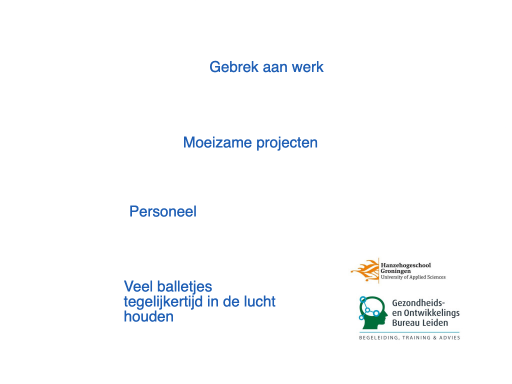 Gebrek aan werk
Moeizame projecten
Personeel
Veel balletjes
tegelijkertijd in de lucht
houden
Hanzehogeschool
Groningen
University of Applied Sciences
Gezondheids-
en Ontwikkelings
Bureau Leiden
BEGELEIDING, TRAINING & ADVIES